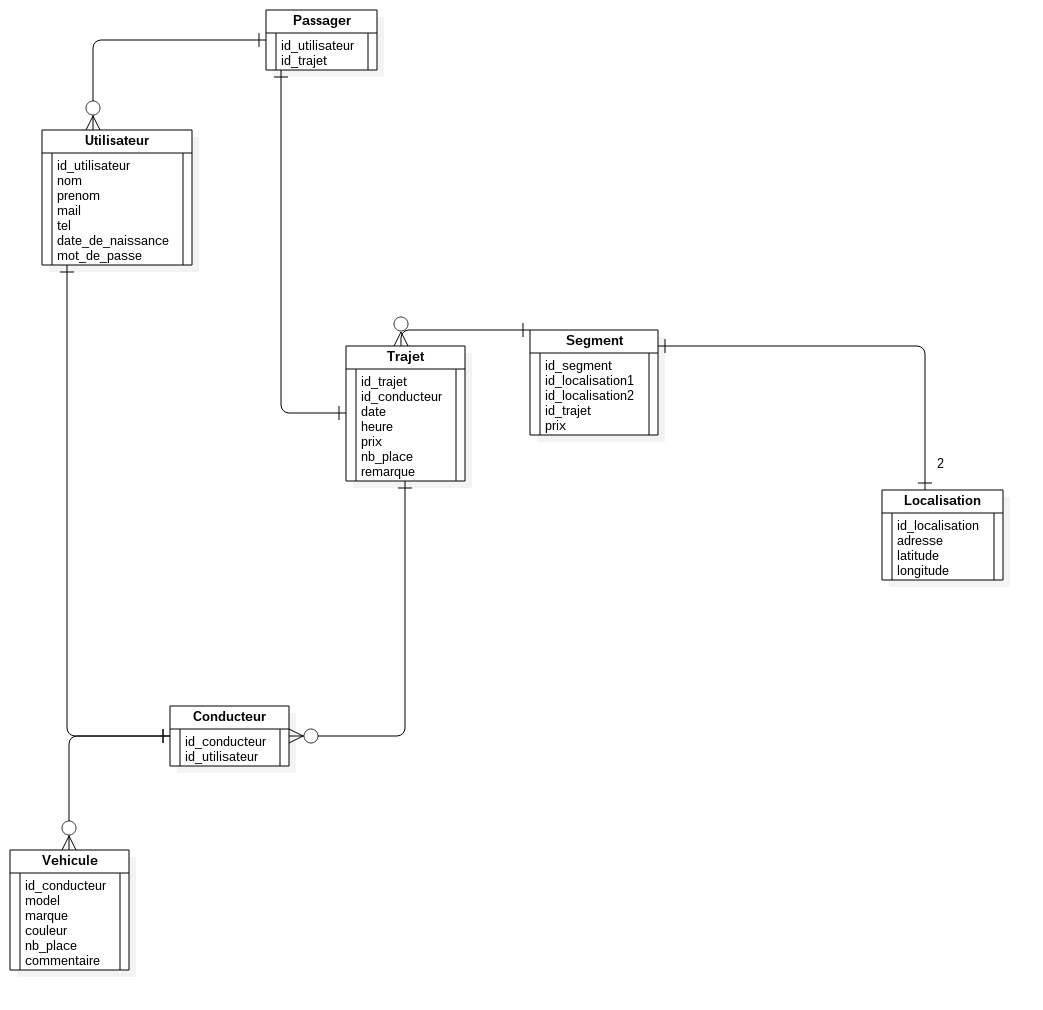 Passager
id_utilisateur
id_trajet
Utilisateur
id_utilisateur
nom
prenom
mail
tel
date_de_naissance
mot_de_passe
Trajet
id_trajet
id_conducteur
date
heure
prix
nb_place
remarque
Segment
id_segment
id_localisation1
id_localisation2
id_trajet
prix
2
Localisation
id_localisation
adresse
latitude
longitude
Conducteur
id_conducteur
id_utilisateur
Vehicule
id_conducteur
model
marque
couleur
nb_place
commentaire